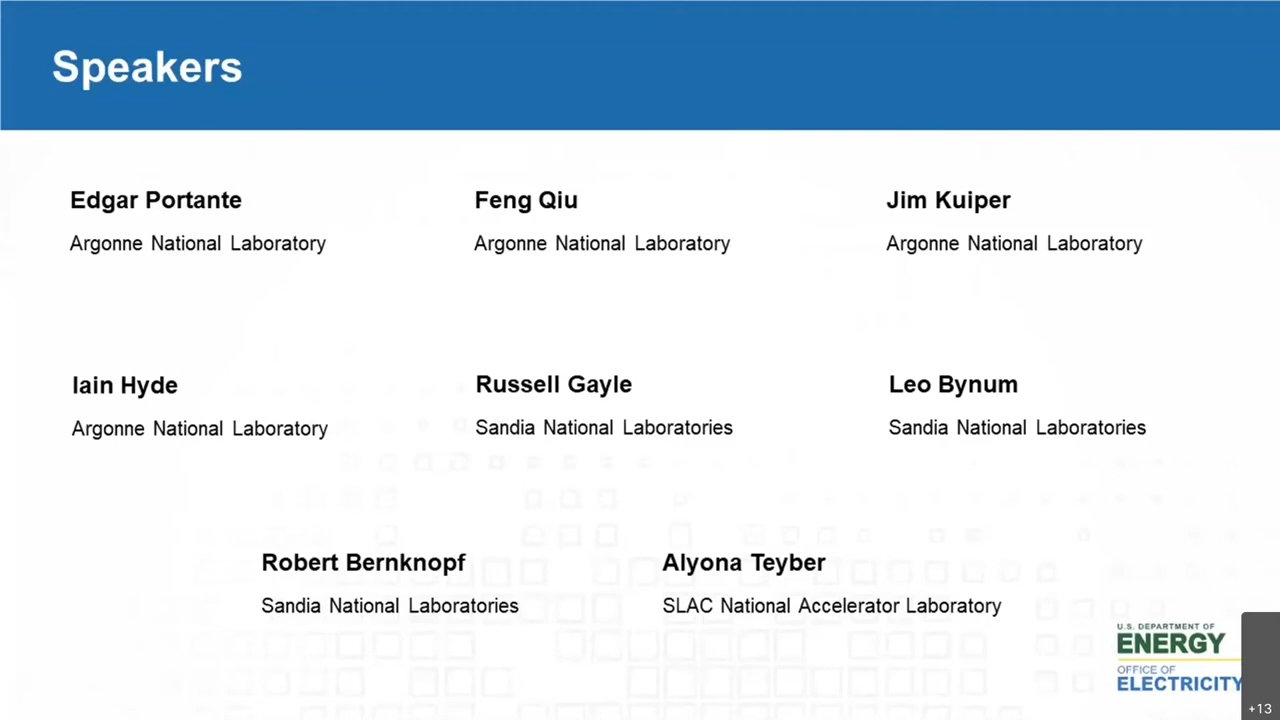 Speakers
Edgar Portante
Argonne National Laboratory
Feng Qiu
Argonne National Laboratory
Jim Kuiper
Argonne National Laboratory
Iain Hyde
Argonne National Laboratory
Russell Gayle
Sandia National Laboratories
Leo Bynum
Sandia National Laboratories
Robert Bernknopf
Sandia National Laboratories
Alyona Teyber
SLAC National Accelerator Laboratory
U.S. DEPARTMENT OF
ENERGY
OFFICE OF
ELECTRICITY
+13